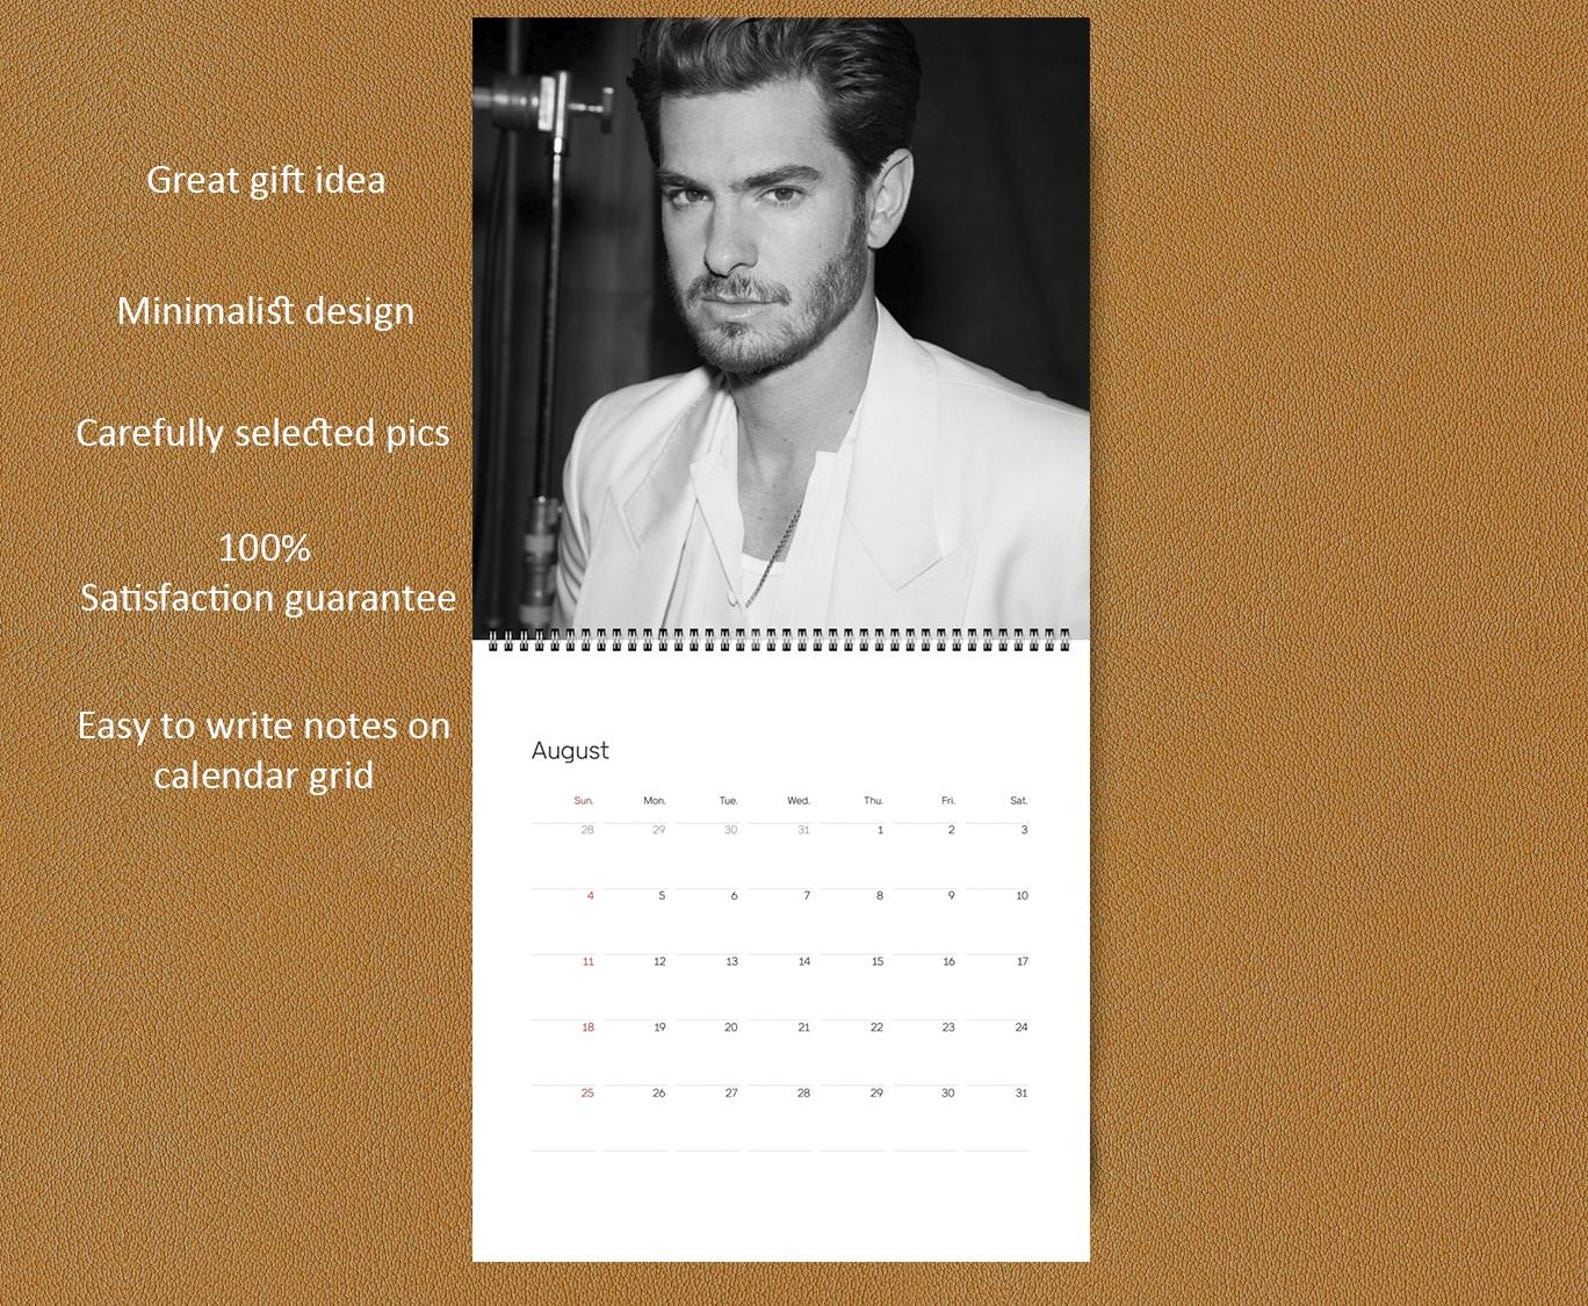 Great gift idea
Minimalist design
Carefully selected pics
100%
Satisfaction guarantee
Easy to write notes on
calendar grid
August
Sun. Mon. Tue. Wed. Thu. Fri. Sat.
28 29 30 31 1 2 3
4 5 6 7 8 9 10
11 12 13 14 15 16 17
18 19 20 21 22 23 24
25 26 27 28 29 30 31